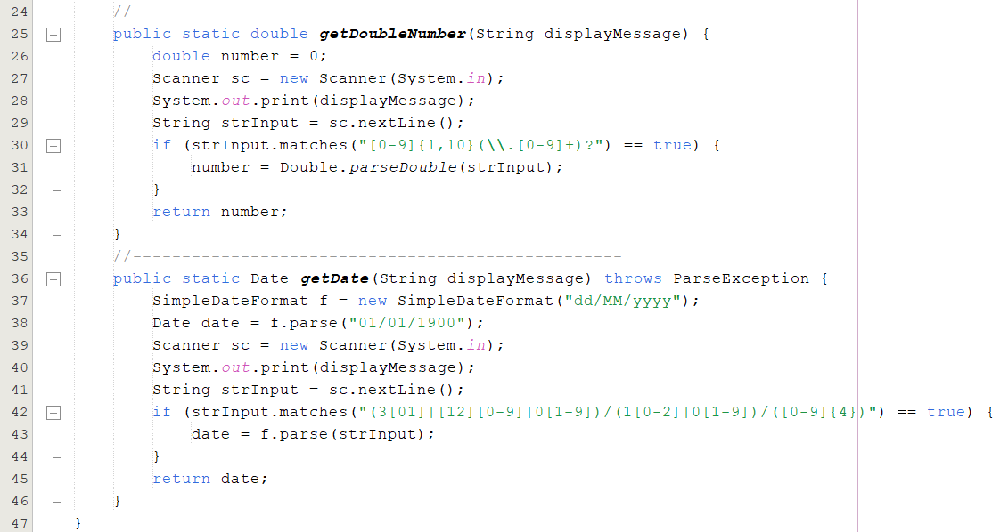 24 //--------------------------------------------------
25 public static double getDoubleNumber(String displayMessage) {
26 double number = 0;
27 Scanner sc = new Scanner(System.in);
28 System.out.print(displayMessage);
29 String strInput = sc.nextLine();
30 if (strInput.matches("[0-9]{1,10}(\\.[0-9]+)?") == true) {
31 number = Double.parseDouble(strInput);
32 }
33 return number;
34 }
35 //--------------------------------------------------
36 public static Date getDate(String displayMessage) throws ParseException {
37 SimpleDateFormat f = new SimpleDateFormat("dd/MM/yyyy");
38 Date date = f.parse("01/01/1900");
39 Scanner sc = new Scanner(System.in);
40 System.out.print(displayMessage);
41 String strInput = sc.nextLine();
42 if (strInput.matches("(3[01]|[12][0-9]|0[1-9])/(1[0-2]|0[1-9])/([0-9]{4})") == true) {
43 date = f.parse(strInput);
44 }
45 return date;
46 }
47 }